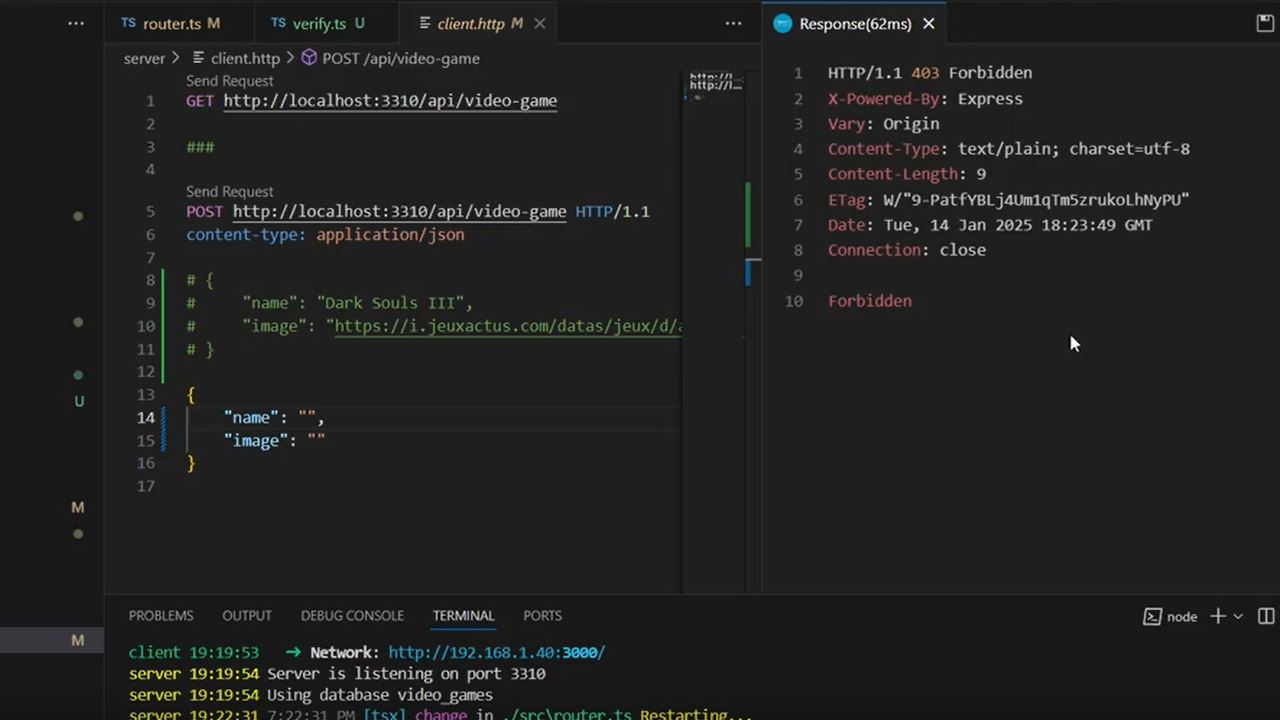 TS router.ts M TS verify.ts U client.http M
Response(62ms)
server > client.http > POST /api/video-game
Send Request
1 GET http://localhost:3310/api/video-game
2
3 ###
4
Send Request
5 POST http://localhost:3310/api/video-game HTTP/1.1
6 content-type: application/json
7
8 # {
9 # "name": "Dark Souls III",
10 # "image": "https://i.jeuxactus.com/datas/jeux/d/
11 # }
12
13 {
14 "name": "",
15 "image": ""
16 }
17
http://l...
http://l...
U
M
M
1 HTTP/1.1 403 Forbidden
2 X-Powered-By: Express
3 Vary: Origin
4 Content-Type: text/plain; charset=utf-8
5 Content-Length: 9
6 ETag: W/"9-PatfYBLj4Um1qTm5zrukoLhNyPU"
7 Date: Tue, 14 Jan 2025 18:23:49 GMT
8 Connection: close
9
10 Forbidden
PROBLEMS OUTPUT DEBUG CONSOLE TERMINAL PORTS
node
client 19:19:53 → Network: http://192.168.1.40:3000/
server 19:19:54 Server is listening on port 3310
server 19:19:54 Using database video_games
server 19:22:31 7:22:31 PM [tsx] change in ./src\router.ts Restarting...